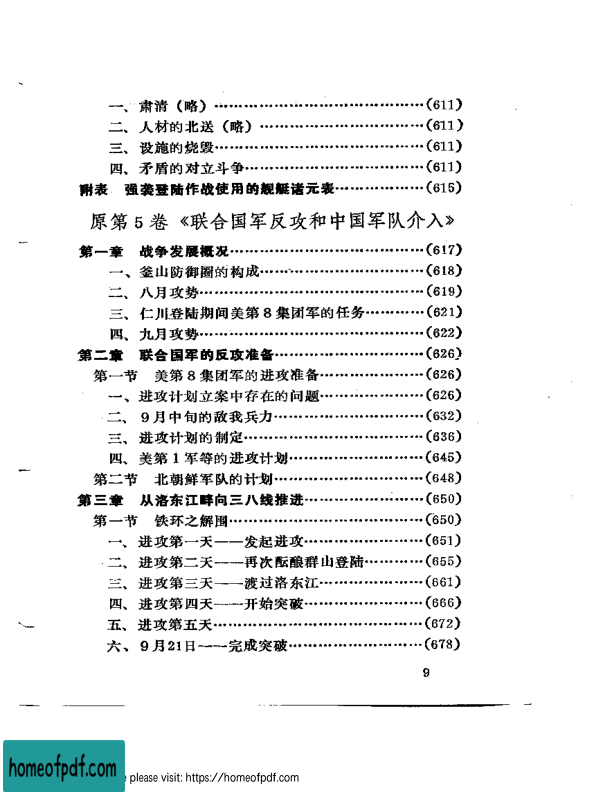 一、肃清（略）……………………………………（611）
二、人材的北送（略）……………………………（611）
三、设施的烧毁……………………………………（611）
四、矛盾的对立斗争………………………………（611）
附表　强袭登陆作战使用的舰艇诸元表…………（615）
原第5卷《联合国军反攻和中国军队介入》
第一章　战争发展概况……………………………（617）
一、釜山防御圈的构成……………………………（618）
二、八月攻势………………………………………（619）
三、仁川登陆期间美第8集团军的任务…………（621）
四、九月攻势………………………………………（622）
第二章　联合国军的反攻准备……………………（626）
第一节　美第8集团军的进攻准备………………（626）
一、进攻计划立案中存在的问题…………………（626）
二、9月中旬的敌我兵力…………………………（632）
三、进攻计划的制定………………………………（636）
四、美第1军等的进攻计划………………………（645）
第二节　北朝鲜军队的计划………………………（648）
第三章　从洛东江畔向三八线推进………………（650）
第一节　铁环之解围………………………………（650）
一、进攻第一天——发起进攻……………………（651）
二、进攻第二天——再次酝酿群山登陆…………（655）
三、进攻第三天——渡过洛东江…………………（661）
四、进攻第四天——开始突破……………………（666）
五、进攻第五天……………………………………（672）
六、9月21日——完成突破………………………（678）
9
homeofpdf.com
e please visit: https://homeofpdf.com